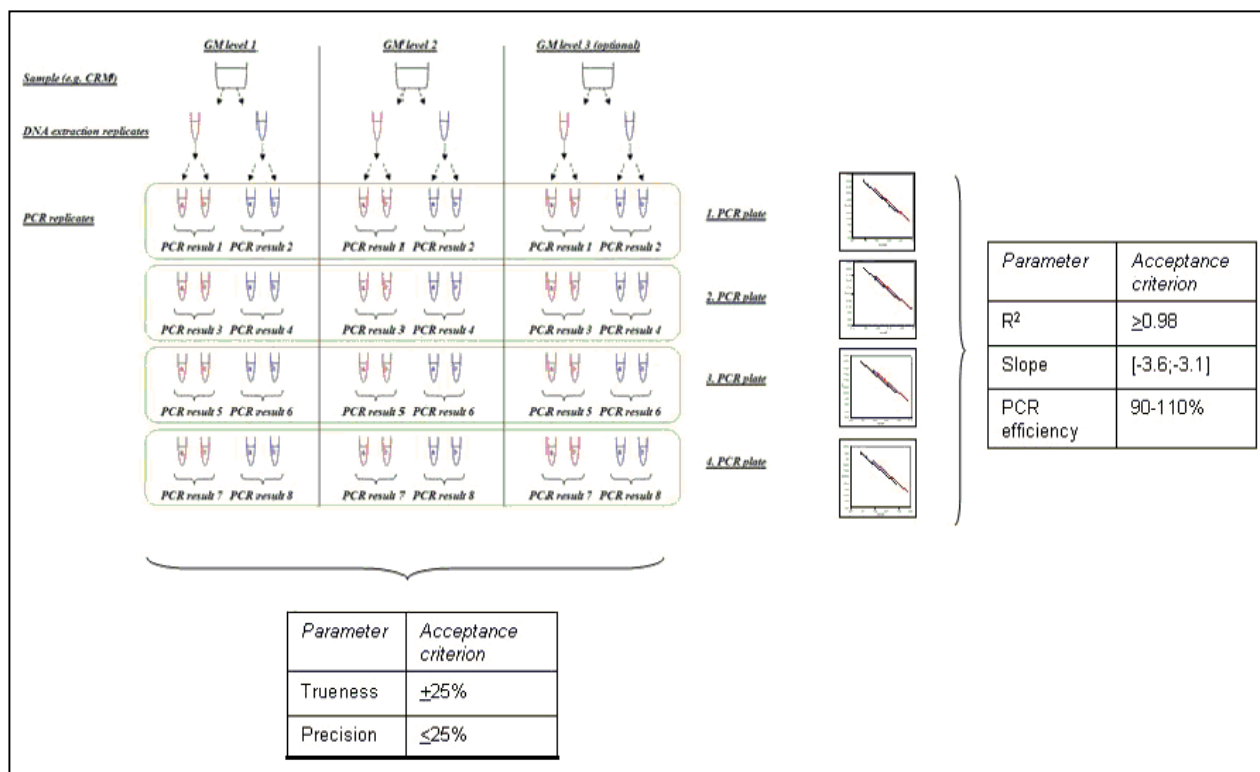 GM level 1 GM level 2 GM level 3 (optional)
Sample (e.g. CRM)
DNA extraction replicates
PCR replicates
1. PCR plate
PCR result 1 PCR result 2 PCR result 1 PCR result 2 PCR result 1 PCR result 2
2. PCR plate
PCR result 3 PCR result 4 PCR result 3 PCR result 4 PCR result 3 PCR result 4
3. PCR plate
PCR result 5 PCR result 6 PCR result 5 PCR result 6 PCR result 5 PCR result 6
4. PCR plate
PCR result 7 PCR result 8 PCR result 7 PCR result 8 PCR result 7 PCR result 8
Parameter Acceptance
criterion
R² ≥0.98
Slope [-3.6;-3.1]
PCR 90-110%
efficiency
Parameter Acceptance
criterion
Trueness ±25%
Precision ≤25%